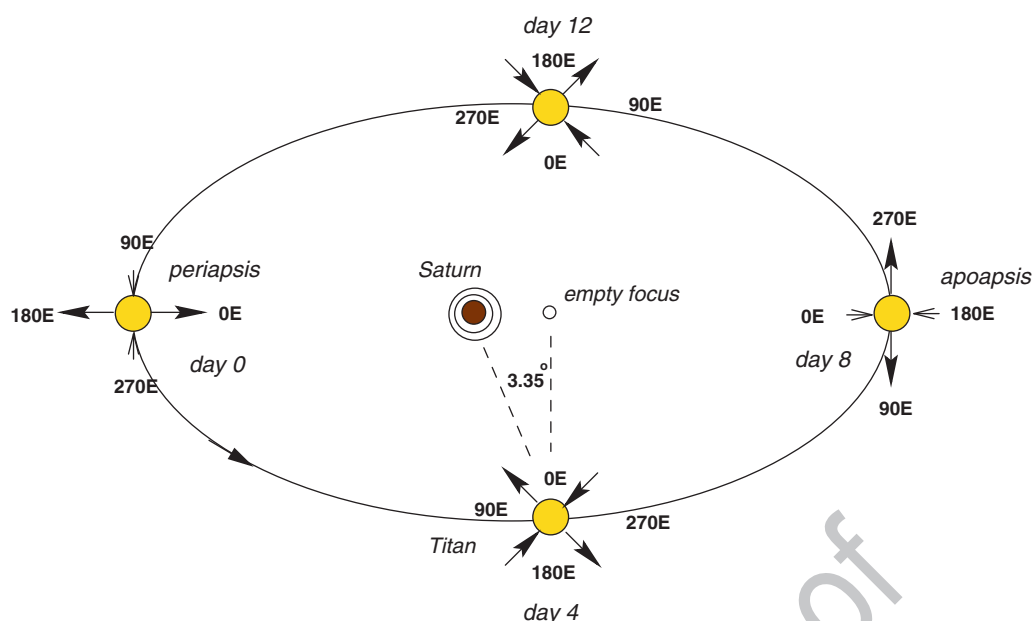 day 12
180E
270E
90E
0E
90E
periapsis
180E
0E
270E
day 0
Saturn
empty focus
3.35°
270E
apoapsis
0E
180E
day 8
90E
0E
90E
270E
Titan
180E
day 4
of